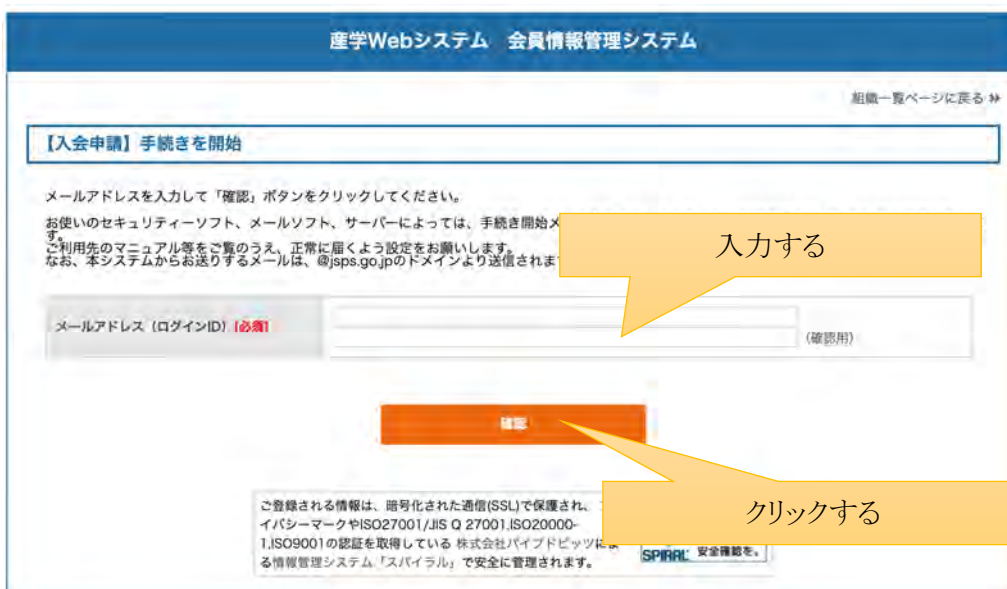 産学Webシステム　会員情報管理システム
組織一覧ページに戻る »
【入会申請】手続きを開始
メールアドレスを入力して「確認」ボタンをクリックしてください。
お使いのセキュリティーソフト、メールソフト、サーバーによっては、手続き開始メ
す。
ご利用先のマニュアル等をご覧のうえ、正常に届くよう設定をお願いします。
なお、本システムからお送りするメールは、@jsps.go.jpのドメインより送信されま
入力する
メールアドレス（ログインID）[必須]
（確認用）
確認
クリックする
ご登録される情報は、暗号化された通信(SSL)で保護され、
イバシーマークやISO27001/JIS Q 27001,ISO20000-
1,ISO9001の認証を取得している 株式会社パイプドビッツによ
る情報管理システム「スパイラル」で安全に管理されます。
SPIRAL 安全確認を。